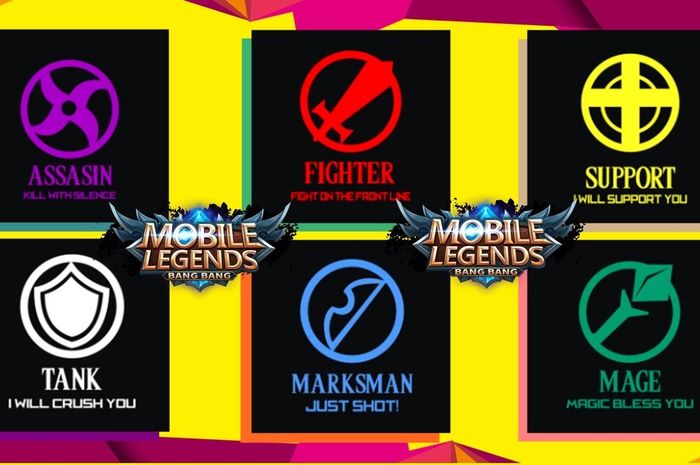 ASSASIN
KILL WITH SILENCE
FIGHTER
FIGHT ON THE FRONT LINE
SUPPORT
I WILL SUPPORT YOU
MOBILE
LEGENDS
BANG BANG
MOBILE
LEGENDS
BANG BANG
TANK
I WILL CRUSH YOU
MARKSMAN
JUST SHOT!
MAGE
MAGIC BLESS YOU